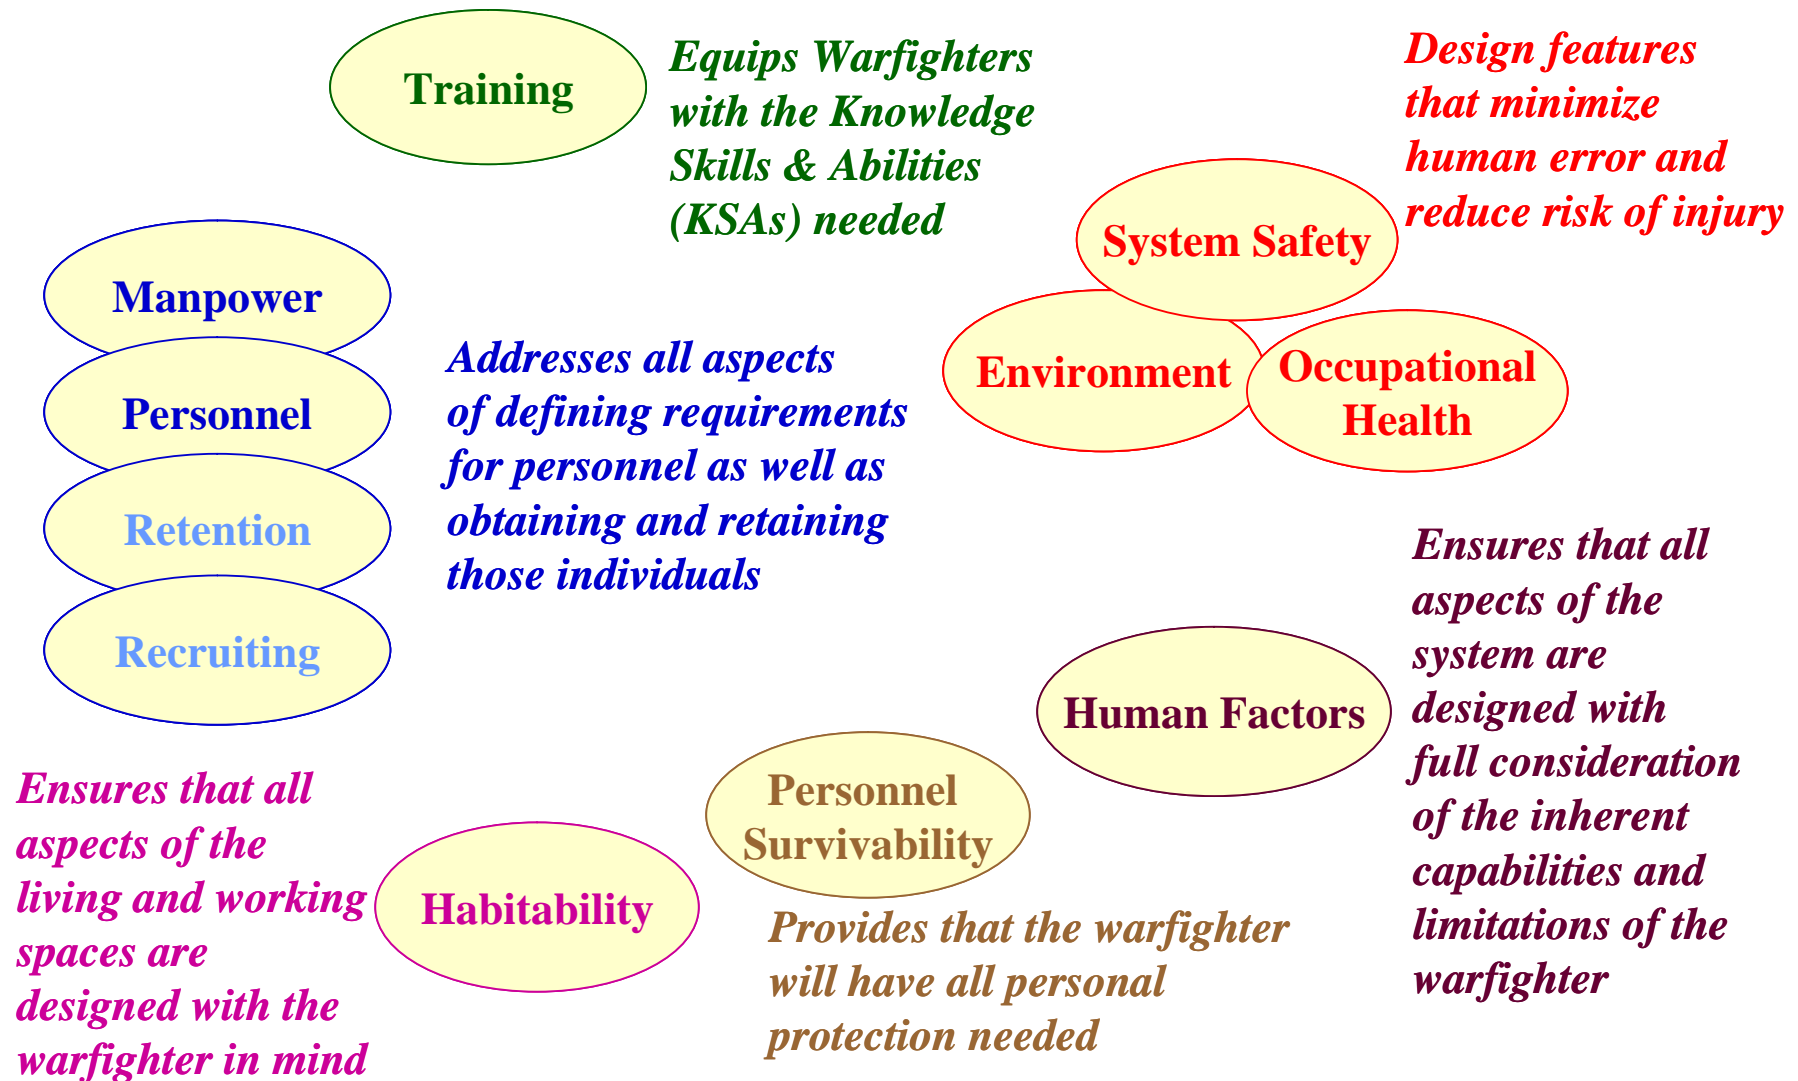 Training
Equips Warfighters
with the Knowledge
Skills & Abilities
(KSAs) needed
Design features
that minimize
human error and
reduce risk of injury
System Safety
Environment
Occupational
Health
Manpower
Personnel
Retention
Recruiting
Addresses all aspects
of defining requirements
for personnel as well as
obtaining and retaining
those individuals
Human Factors
Ensures that all
aspects of the
system are
designed with
full consideration
of the inherent
capabilities and
limitations of the
warfighter
Personnel
Survivability
Provides that the warfighter
will have all personal
protection needed
Habitability
Ensures that all
aspects of the
living and working
spaces are
designed with the
warfighter in mind